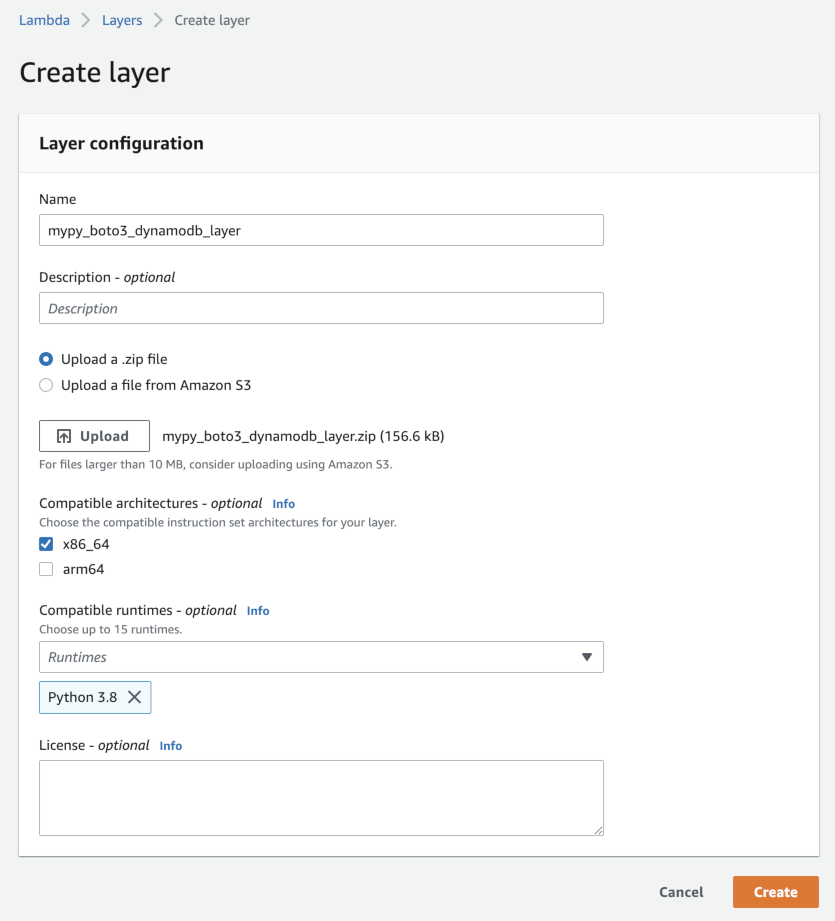 Lambda > Layers > Create layer
Create layer
Layer configuration
Name
mypy_boto3_dynamodb_layer
Description - optional
Description
Upload a .zip file
Upload a file from Amazon S3
Upload mypy_boto3_dynamodb_layer.zip (156.6 kB)
For files larger than 10 MB, consider uploading using Amazon S3.
Compatible architectures - optional Info
Choose the compatible instruction set architectures for your layer.
x86_64
arm64
Compatible runtimes - optional Info
Choose up to 15 runtimes.
Runtimes
Python 3.8
License - optional Info
Cancel Create